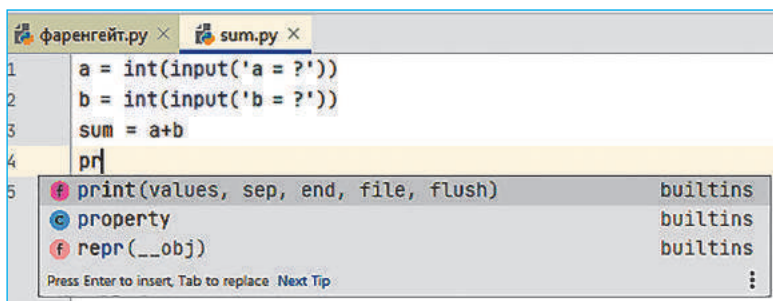 фаренгейт.py × sum.py ×
1 a = int(input('a = ?'))
2 b = int(input('b = ?'))
3 sum = a+b
4 pr
5 f print(values, sep, end, file, flush) builtins
c property builtins
f repr(__obj) builtins
Press Enter to insert, Tab to replace Next Tip